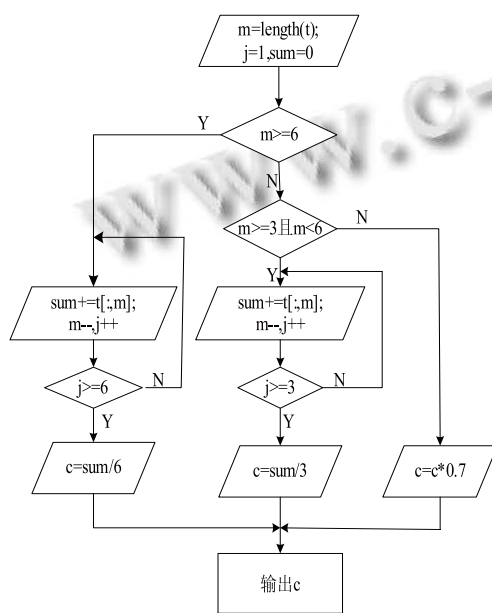 m=length(t);
j=1,sum=0
www.c-
Y
m>=6
N
m>=3且m<6
N
Y
sum+=t[:,m];
m--,j++
sum+=t[:,m];
m--,j++
j>=6
N
j>=3
N
Y
Y
c=sum/6
c=sum/3
c=c*0.7
输出c